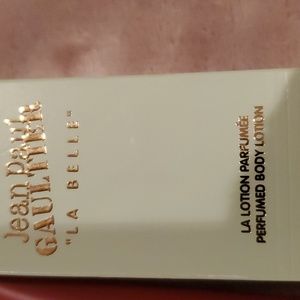 Jean Paul
GAULTIER
"LA BELLE"
LA LOTION PARFUMÉE
PERFUMED BODY LOTION